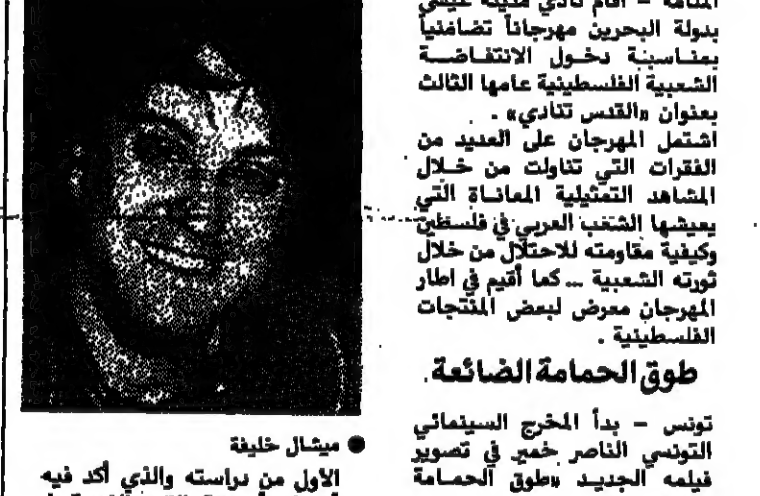 المنامة – أقام نادي مدينة عيسى
بدولة البحرين مهرجاناً تضامنياً
بمناسبة دخول الانتفاضة
الشعبية الفلسطينية عامها الثالث
بعنوان «القدس تنادي» .
اشتمل المهرجان على العديد من
الفقرات التي تناولت من خلال
المشاهد التمثيلية المعاناة التي
يعيشها الشعب العربي في فلسطين
وكيفية مقاومته للاحتلال من خلال
ثورته الشعبية ... كما أقيم في اطار
المهرجان معرض لبعض المنتجات
الفلسطينية .
طوق الحمامة الضائعة .
تونس – بدأ المخرج السينمائي
التونسي الناصر خمير في تصوير
فيلمه الجديد «طوق الحمامة
● ميشال خليفة
الأول من دراسته والذي أكد فيه